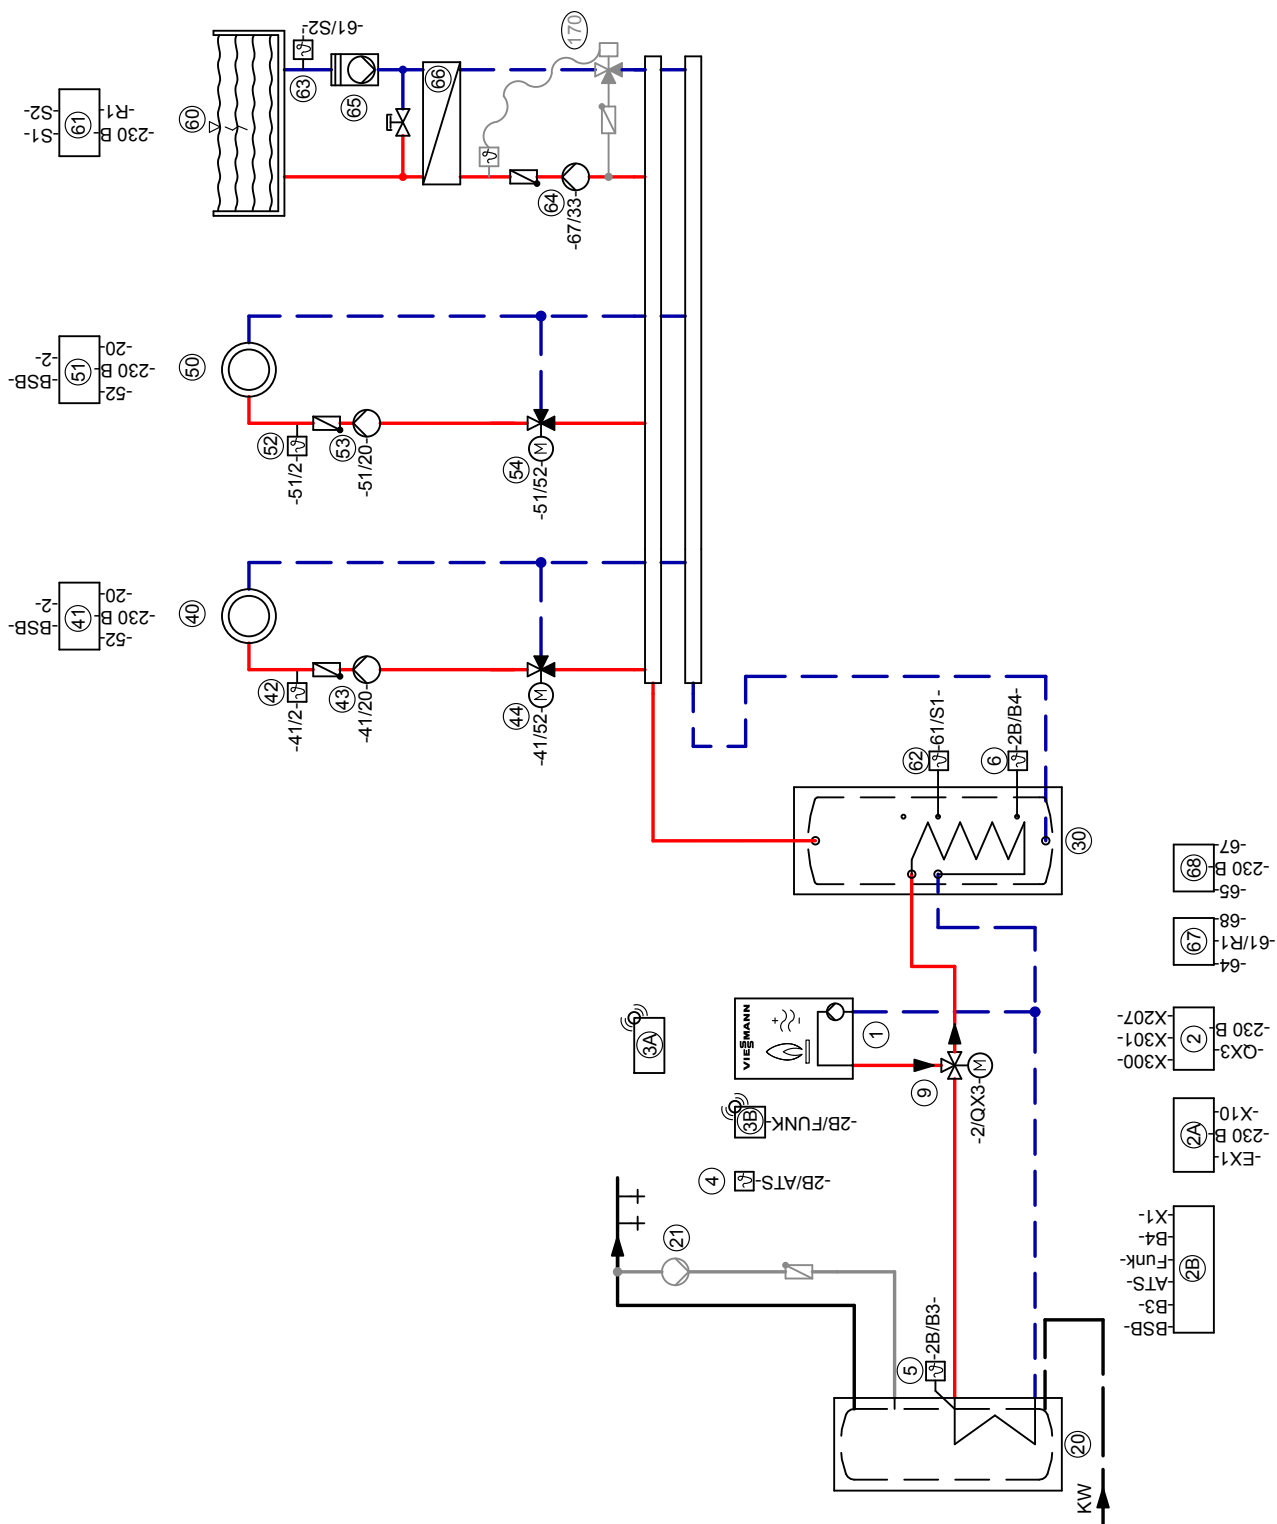 -61/S2-
170
63
65
66
60
61
-S2-
-S1-
-R1-
-230 B-
64
-67/33-
51
-2-
-BSB-
-20-
-230 B-
-52-
50
52
-51/2-
53
-51/20-
54
M
-51/52-
41
-2-
-BSB-
-20-
-230 B-
-52-
40
42
-41/2-
43
-41/20-
44
M
-41/52-
62
-61/S1-
6
-2B/B4-
30
68
-67-
-230 B-
-65-
67
-68-
-61/R1-
-64-
2
-X207-
-X301-
-X300-
-230 B-
-QX3-
2A
-X10-
-230 B-
-EX1-
2B
-X1-
-B4-
-Funk-
-ATS-
-B3-
-BSB-
3A
VIESSMANN
+
-
1
9
M
-2/QX3-
3B
-2B/FUNK-
4
-2B/ATS-
21
5
-2B/B3-
20
KW